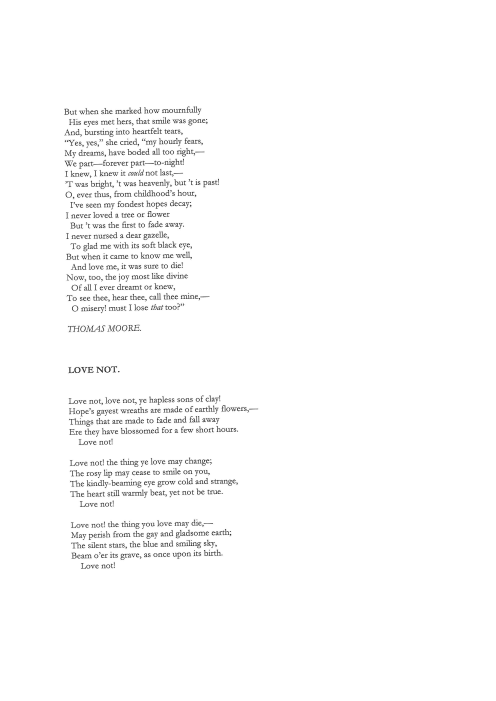 But when she marked how mournfully
His eyes met hers, that smile was gone;
And, bursting into heartfelt tears,
“Yes, yes,” she cried, “my hourly fears,
My dreams, have boded all too right,—
We part—forever part—to-night!
I knew, I knew it could not last,—
’T was bright, ’t was heavenly, but ’t is past!
O, ever thus, from childhood’s hour,
I’ve seen my fondest hopes decay;
I never loved a tree or flower
But ’t was the first to fade away.
I never nursed a dear gazelle,
To glad me with its soft black eye,
But when it came to know me well,
And love me, it was sure to die!
Now, too, the joy most like divine
Of all I ever dreamt or knew,
To see thee, hear thee, call thee mine,—
O misery! must I lose that too?”
THOMAS MOORE.
LOVE NOT.
Love not, love not, ye hapless sons of clay!
Hope’s gayest wreaths are made of earthly flowers,—
Things that are made to fade and fall away
Ere they have blossomed for a few short hours.
Love not!
Love not! the thing ye love may change;
The rosy lip may cease to smile on you,
The kindly-beaming eye grow cold and strange,
The heart still warmly beat, yet not be true.
Love not!
Love not! the thing you love may die,—
May perish from the gay and gladsome earth;
The silent stars, the blue and smiling sky,
Beam o’er its grave, as once upon its birth.
Love not!